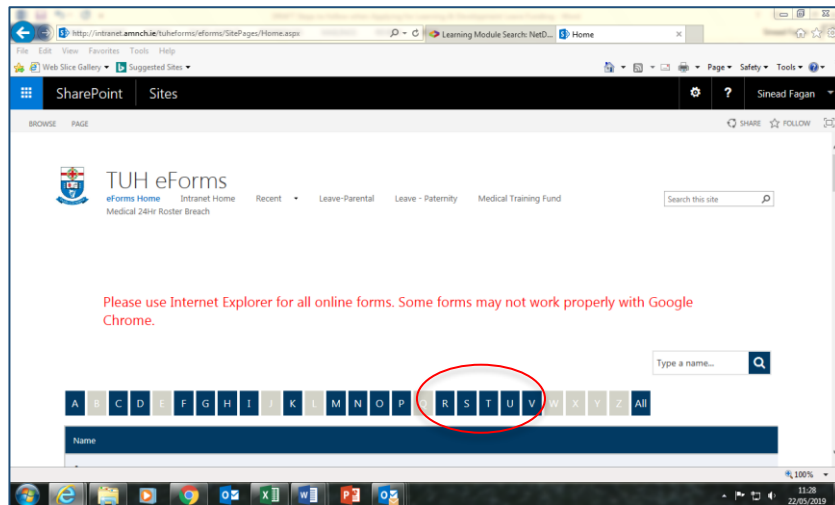 http://intranet.amnch.ie/tuheforms/eforms/SitePages/Home.aspx
Learning Module Search: NetD...
Home
File Edit View Favorites Tools Help
Web Slice Gallery Suggested Sites
Page Safety Tools
SharePoint Sites
Sinead Fagan
BROWSE PAGE
SHARE FOLLOW
TUH eForms
eForms Home Intranet Home Recent Leave-Parental Leave - Paternity Medical Training Fund
Medical 24Hr Roster Breach
Search this site
Please use Internet Explorer for all online forms. Some forms may not work properly with Google
Chrome.
Type a name...
A B C D E F G H I J K L M N O P Q R S T U V W X Y Z All
Name
100%
11:28
22/05/2019